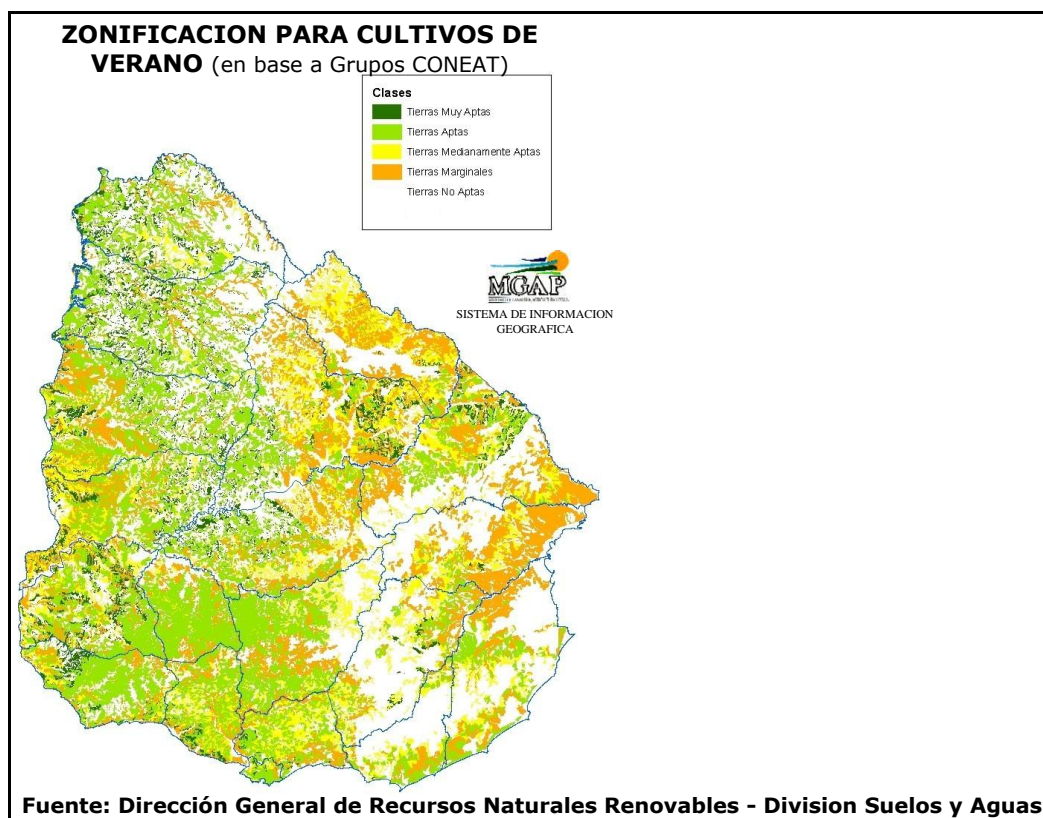 ZONIFICACION PARA CULTIVOS DE
VERANO (en base a Grupos CONEAT)
Clases
Tierras Muy Aptas
Tierras Aptas
Tierras Medianamente Aptas
Tierras Marginales
Tierras No Aptas
MGAP
SISTEMA DE INFORMACION
GEOGRAFICA
Fuente: Dirección General de Recursos Naturales Renovables - Division Suelos y Aguas